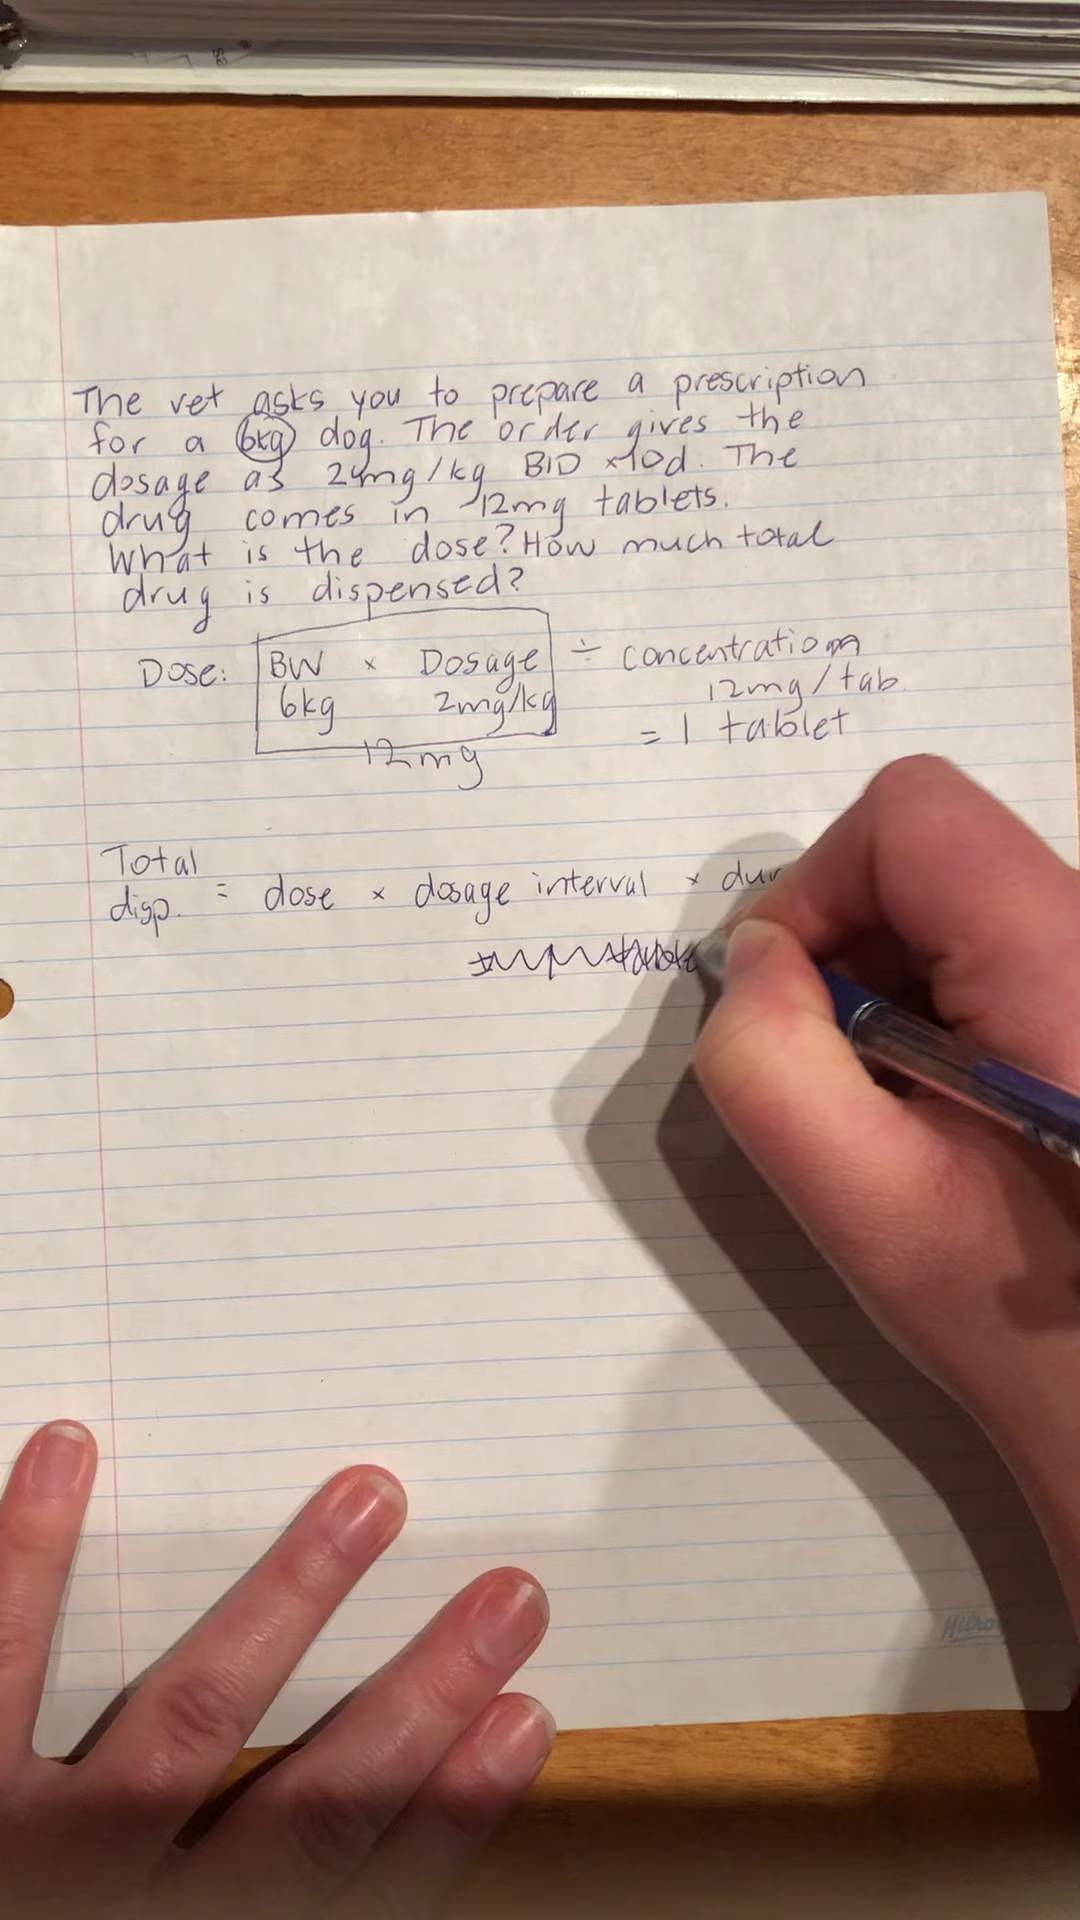 The vet asks you to prepare a prescription
for a 6kg dog. The order gives the
dosage as 2mg/kg BID x10d. The
drug comes in 12mg tablets.
What is the dose? How much total
drug is dispensed?
Dose: BW x Dosage ÷ concentration
6kg 2mg/kg 12mg/tab
= 1 tablet
12mg
Total
disp. = dose x dosage interval x dur
Hilroy